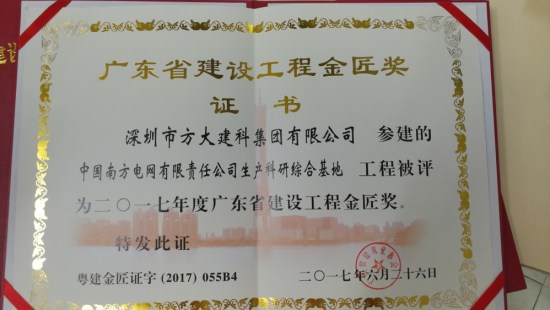 广东省建设工程金匠奖
证书
深圳市方大建科集团有限公司 参建的
中国南方电网有限责任公司生产科研综合基地 工程被评
为二〇一七年度广东省建设工程金匠奖。
特发此证
粤建金匠证字 (2017) 055B4
二〇一七年六月二十六日